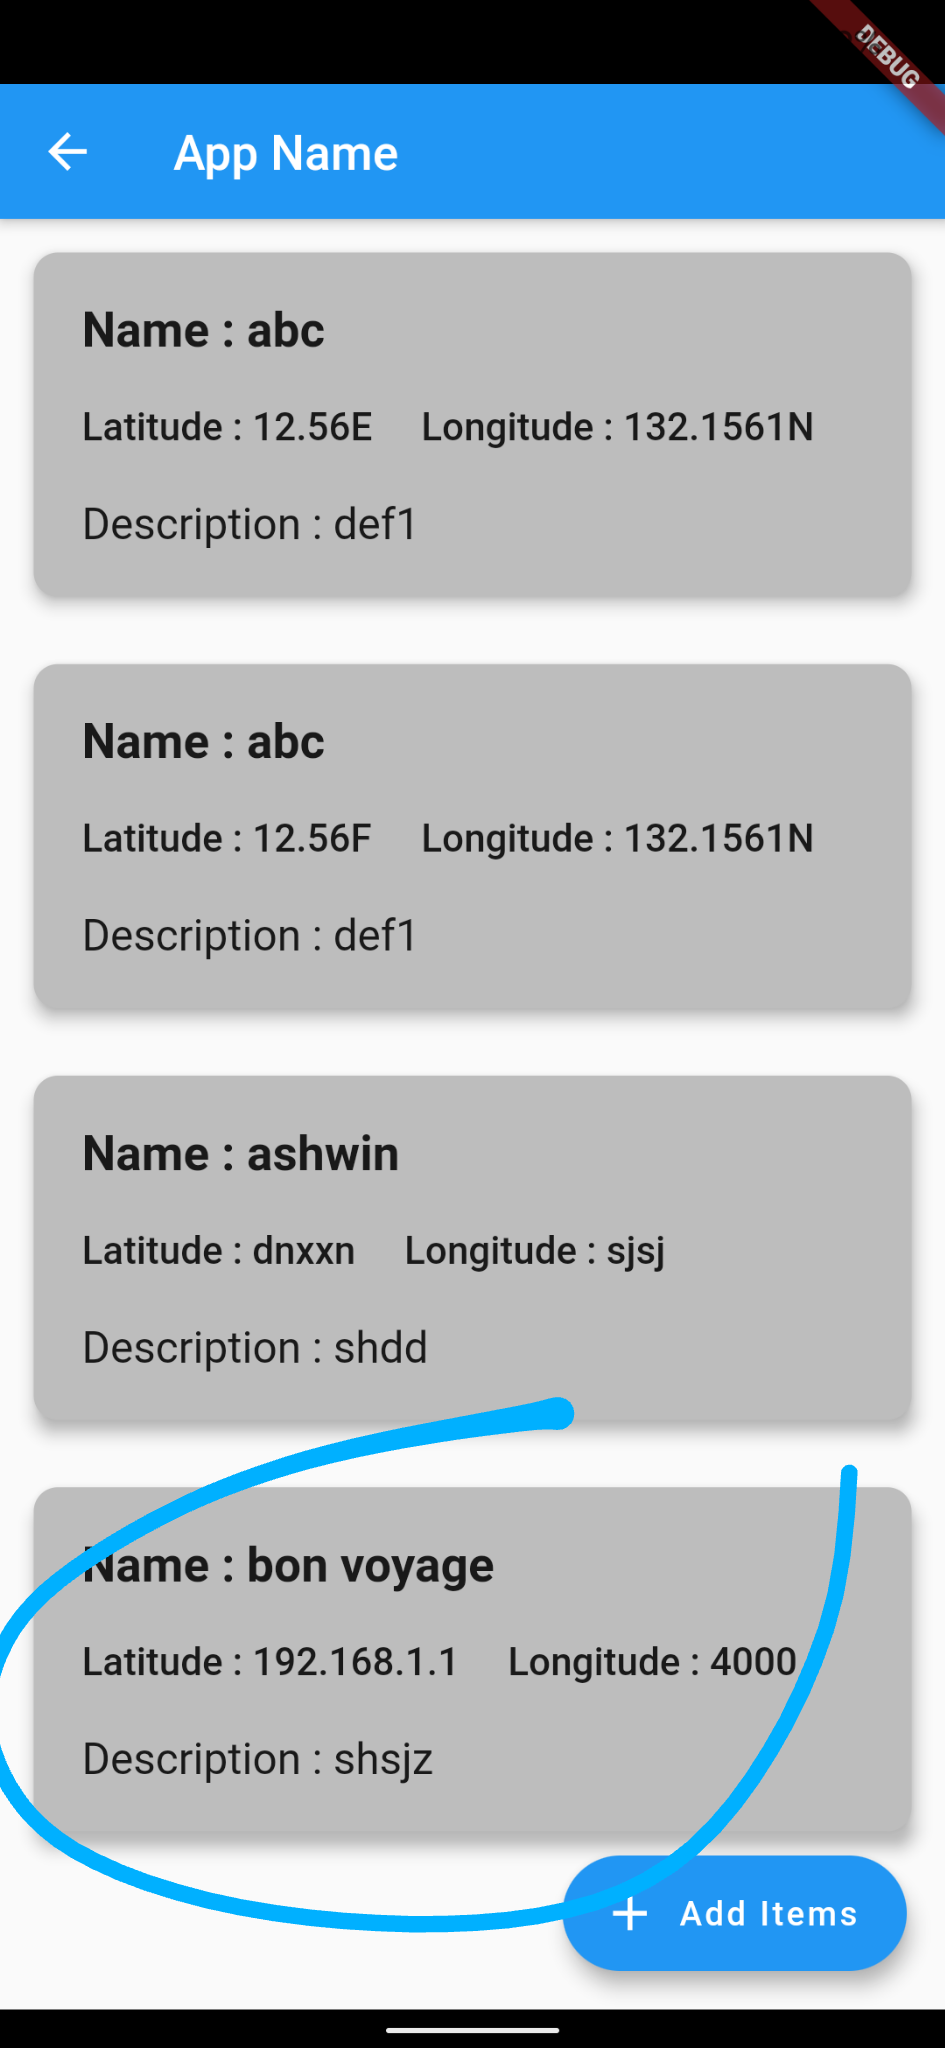 DEBUG
App Name
Name : abc
Latitude : 12.56E Longitude : 132.1561N
Description : def1
Name : abc
Latitude : 12.56F Longitude : 132.1561N
Description : def1
Name : ashwin
Latitude : dnxxn Longitude : sjsj
Description : shdd
Name : bon voyage
Latitude : 192.168.1.1 Longitude : 4000
Description : shsjz
+ Add Items